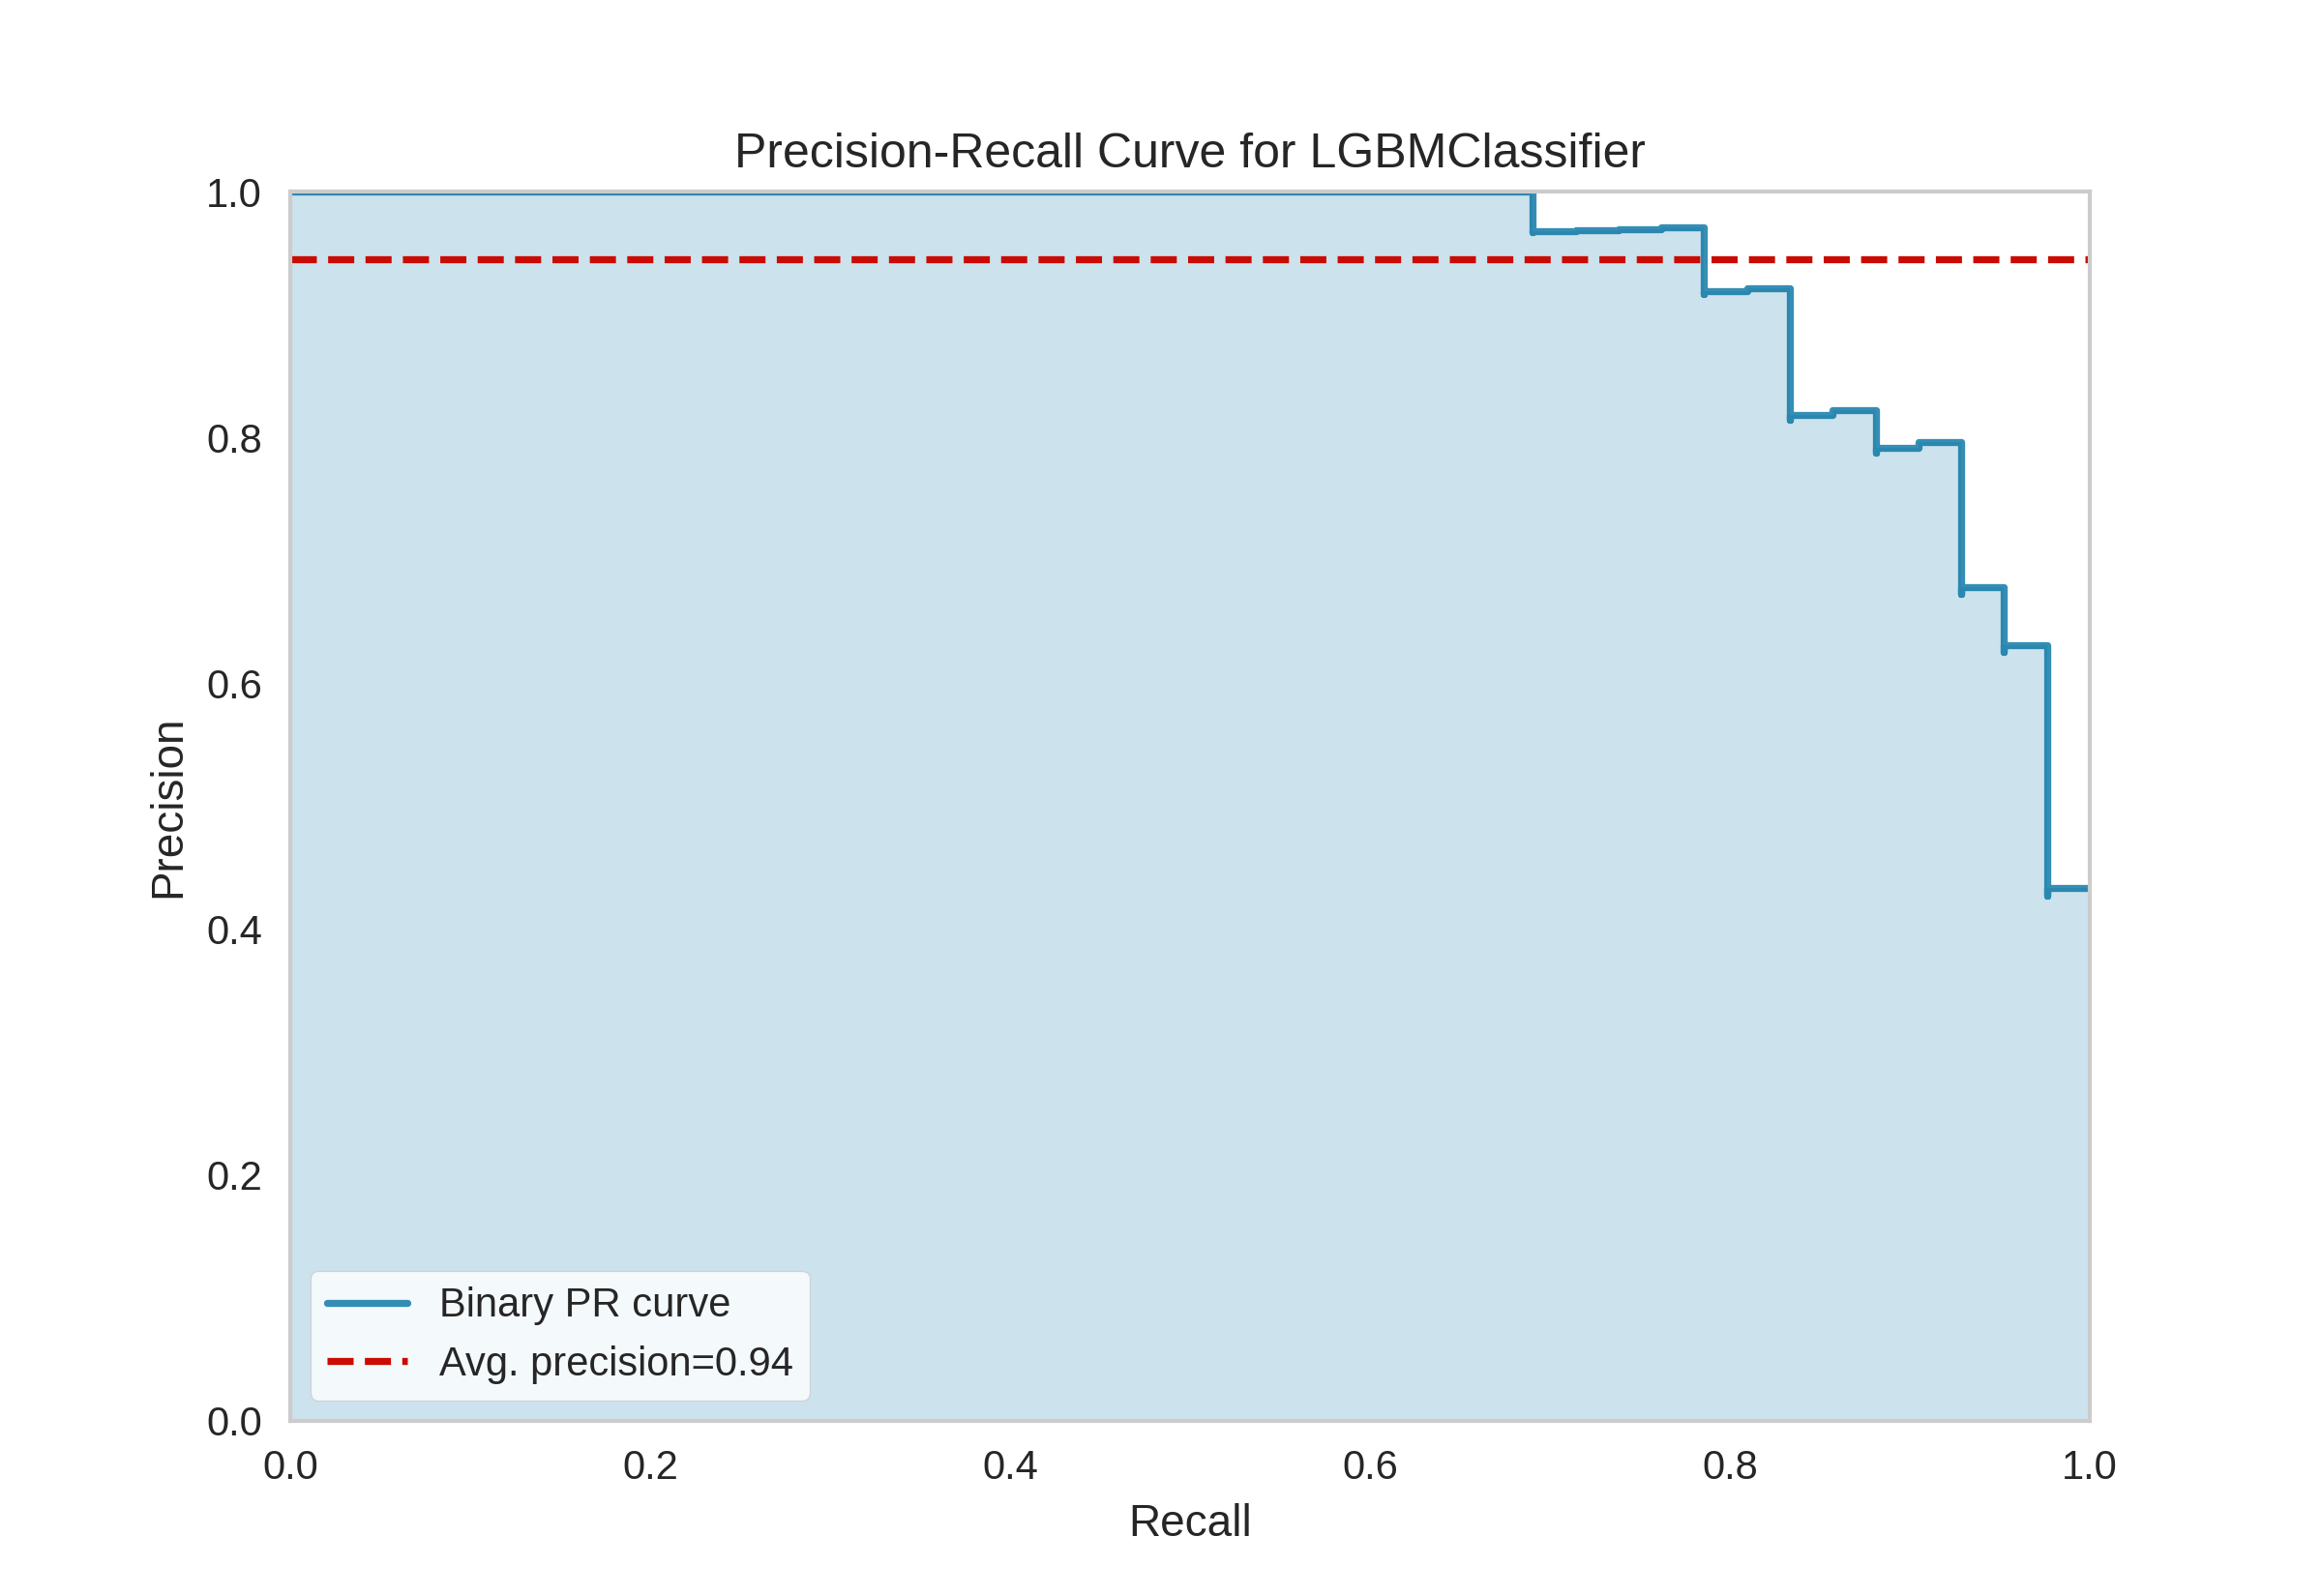 Precision-Recall Curve for LGBMClassifier
1.0
0.8
0.6
0.4
0.2
0.0
Precision
Binary PR curve
Avg. precision=0.94
0.0 0.2 0.4 0.6 0.8 1.0
Recall